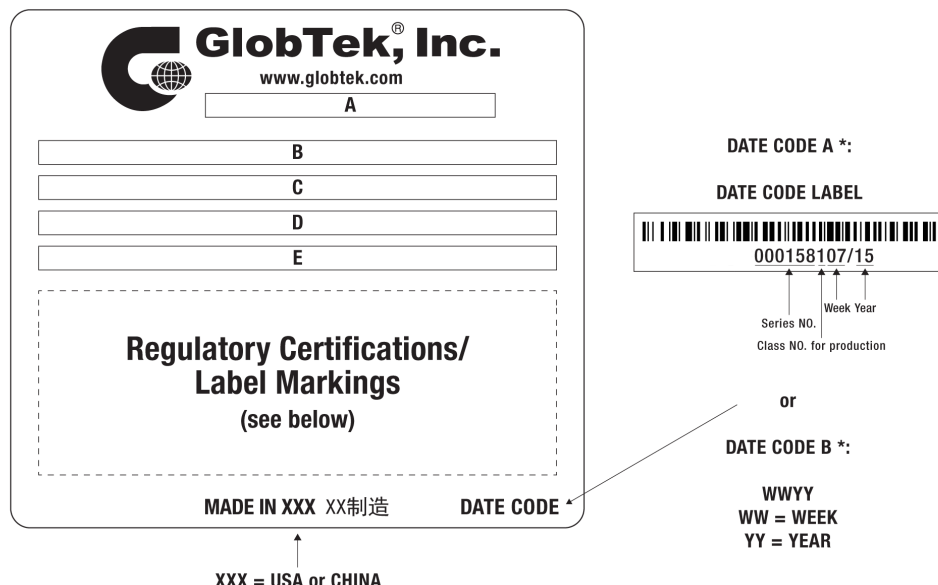 GlobTek,® Inc.
www.globtek.com
A
B
C
D
E
Regulatory Certifications/
Label Markings
(see below)
MADE IN XXX XX制造 DATE CODE
XXX = USA or CHINA
DATE CODE A *:
DATE CODE LABEL
000158107/15
Week Year
Series NO.
Class NO. for production
or
DATE CODE B *:
WWYY
WW = WEEK
YY = YEAR